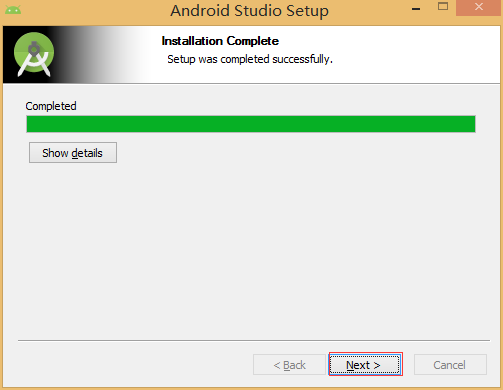 Android Studio Setup
Installation Complete
Setup was completed successfully.
Completed
Show details
< Back
Next >
Cancel